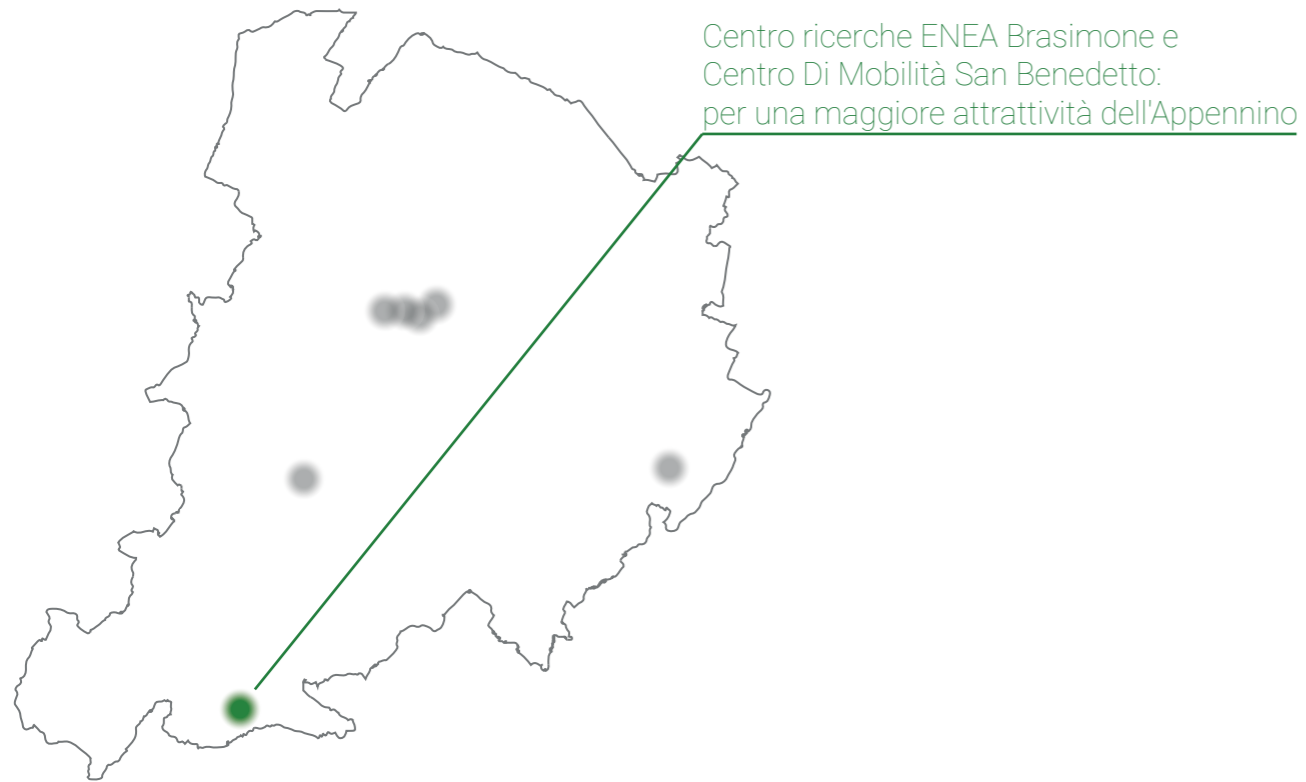 Centro ricerche ENEA Brasimone e
Centro Di Mobilità San Benedetto:
per una maggiore attrattività dell'Appennino